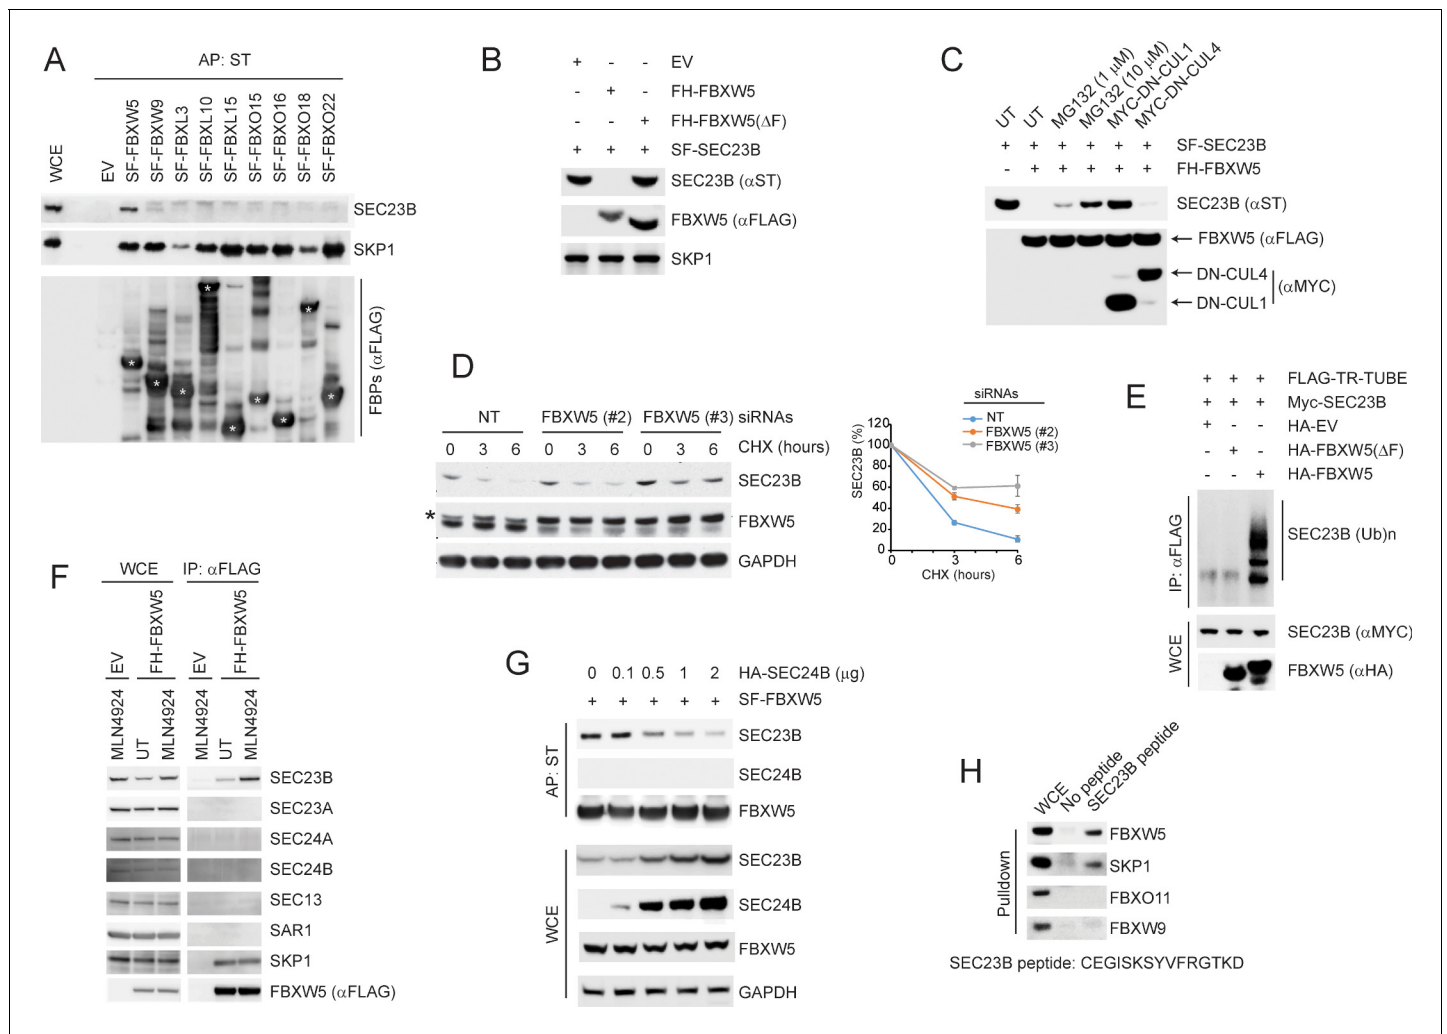 A
AP: ST
WCE
EV
SF-FBXW5
SF-FBXW9
SF-FBXL3
SF-FBXL10
SF-FBXL15
SF-FBXO15
SF-FBXO16
SF-FBXO18
SF-FBXO22
SEC23B
SKP1
* * * * * * * * *
FBPs (αFLAG)
B
+ - - EV
- + - FH-FBXW5
- - + FH-FBXW5(ΔF)
+ + + SF-SEC23B
SEC23B (αST)
FBXW5 (αFLAG)
SKP1
C
UT
UT
MG132 (1 μM)
MG132 (10 μM)
MYC-DN-CUL1
MYC-DN-CUL4
+ + + + + + SF-SEC23B
- + + + + + FH-FBXW5
SEC23B (αST)
FBXW5 (αFLAG)
DN-CUL4
(αMYC)
DN-CUL1
D
NT FBXW5 (#2) FBXW5 (#3) siRNAs
0 3 6 0 3 6 0 3 6 CHX (hours)
SEC23B
* FBXW5
GAPDH
siRNAs
NT
FBXW5 (#2)
FBXW5 (#3)
SEC23B (%)
120
100
80
60
40
20
0
0 3 6
CHX (hours)
E
+ + + FLAG-TR-TUBE
+ + + Myc-SEC23B
+ - - HA-EV
- + - HA-FBXW5(ΔF)
- - + HA-FBXW5
IP: αFLAG
SEC23B (Ub)n
WCE
SEC23B (αMYC)
FBXW5 (αHA)
F
WCE IP: αFLAG
EV FH-FBXW5 EV FH-FBXW5
MLN4924 UT MLN4924 MLN4924 UT MLN4924
SEC23B
SEC23A
SEC24A
SEC24B
SEC13
SAR1
SKP1
FBXW5 (αFLAG)
G
0 0.1 0.5 1 2 HA-SEC24B (μg)
+ + + + + SF-FBXW5
AP: ST
SEC23B
SEC24B
FBXW5
WCE
SEC23B
SEC24B
FBXW5
GAPDH
H
WCE
No peptide
SEC23B peptide
Pulldown
FBXW5
SKP1
FBXO11
FBXW9
SEC23B peptide: CEGISKSYVFRGTKD